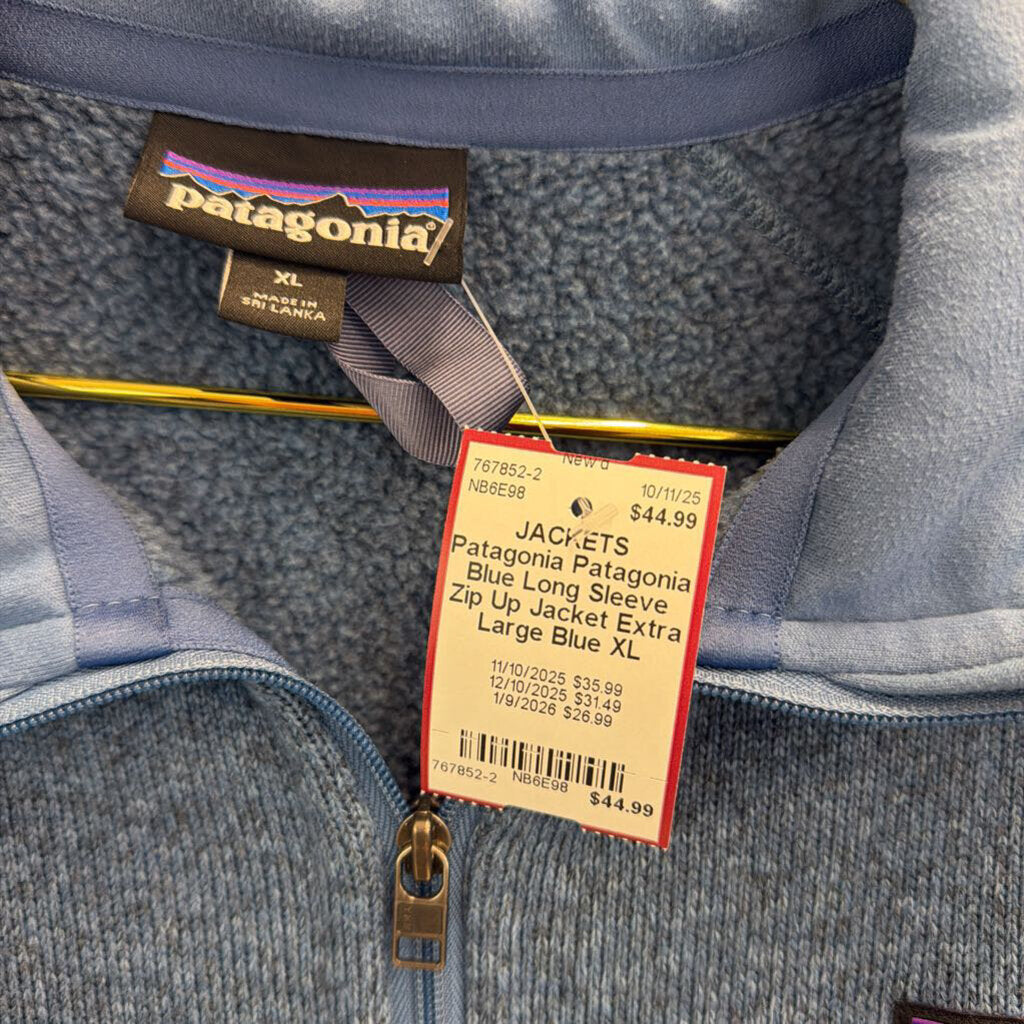 patagonia®
XL
MADE IN
SRI LANKA
767852-2
NB6E98
10/11/25
$44.99
JACKETS
Patagonia Patagonia
Blue Long Sleeve
Zip Up Jacket Extra
Large Blue XL
11/10/2025 $35.99
12/10/2025 $31.49
1/9/2026 $26.99
767852-2 NB6E98 $44.99